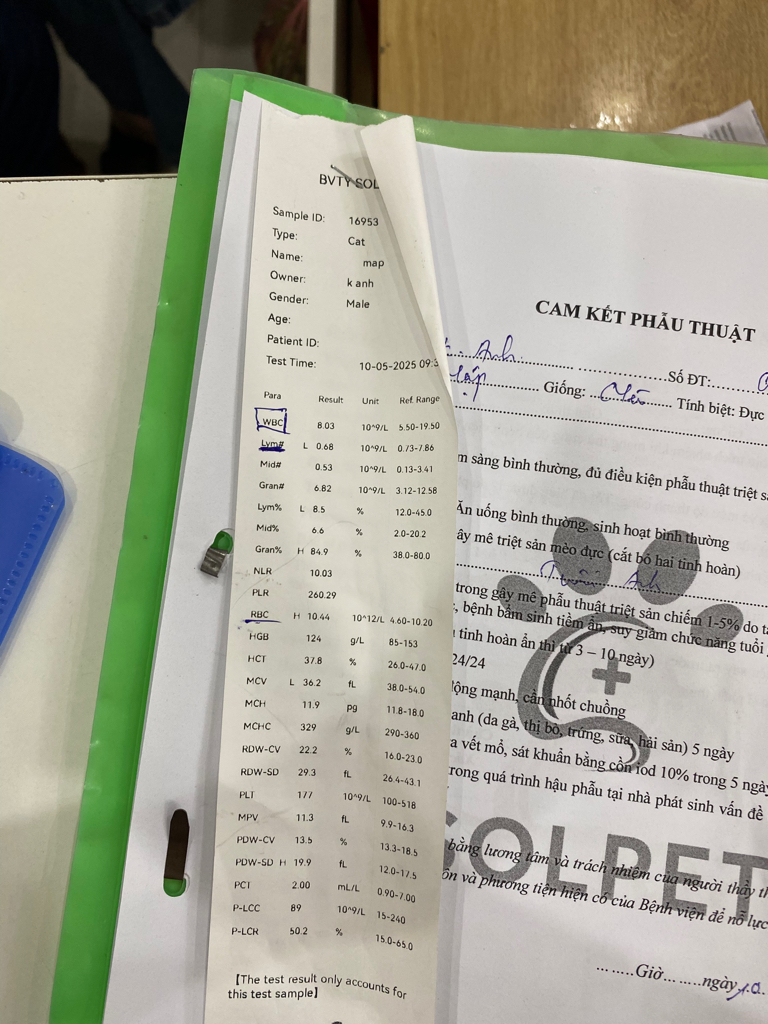 BVTY SOL
Sample ID: 16953
Type: Cat
Name: map
Owner: k anh
Gender: Male
Age:
Patient ID:
Test Time: 10-05-2025 09:3
Para Result Unit Ref. Range
WBC 8.03 10^9/L 5.50-19.50
Lym# L 0.68 10^9/L 0.73-7.86
Mid# 0.53 10^9/L 0.13-3.41
Gran# 6.82 10^9/L 3.12-12.58
Lym% L 8.5 % 12.0-45.0
Mid% 6.6 % 2.0-20.2
Gran% H 84.9 % 38.0-80.0
NLR 10.03
PLR 260.29
RBC H 10.44 10^12/L 4.60-10.20
HGB 124 g/L 85-153
HCT 37.8 % 26.0-47.0
MCV L 36.2 fL 38.0-54.0
MCH 11.9 pg 11.8-18.0
MCHC 329 g/L 290-360
RDW-CV 22.2 % 16.0-23.0
RDW-SD 29.3 fL 26.4-43.1
PLT 177 10^9/L 100-518
MPV 11.3 fL 9.9-16.3
PDW-CV 13.5 % 13.3-18.5
PDW-SD H 19.9 fL 12.0-17.5
PCT 2.00 mL/L 0.90-7.00
P-LCC 89 10^9/L 15-240
P-LCR 50.2 % 15.0-65.0
【The test result only accounts for
this test sample】
CAM KẾT PHẪU THUẬT
Anh Số ĐT:
Giống: Tính biệt: Đực
m sàng bình thường, đủ điều kiện phẫu thuật triệt s
Ăn uống bình thường, sinh hoạt bình thường
ây mê triệt sản mèo đực (cắt bỏ hai tinh hoàn)
Anh
trong gây mê phẫu thuật triệt sản chiếm 1-5% do t
, bệnh bẩm sinh tiềm ẩn, suy giảm chức năng tuổi
tinh hoàn ẩn thì từ 3 – 10 ngày)
24/24
động mạnh, cần nhốt chuồng
anh (da gà, thị bò, trứng, sữa, hải sản) 5 ngày
a vết mổ, sát khuẩn bằng cồn iod 10% trong 5 ngày
rong quá trình hậu phẫu tại nhà phát sinh vấn đề
SOLPET
bằng lương tâm và trách nhiệm của người thầy th
ôn và phương tiện hiện có của Bệnh viện để nỗ lực
Giờ ngày 10